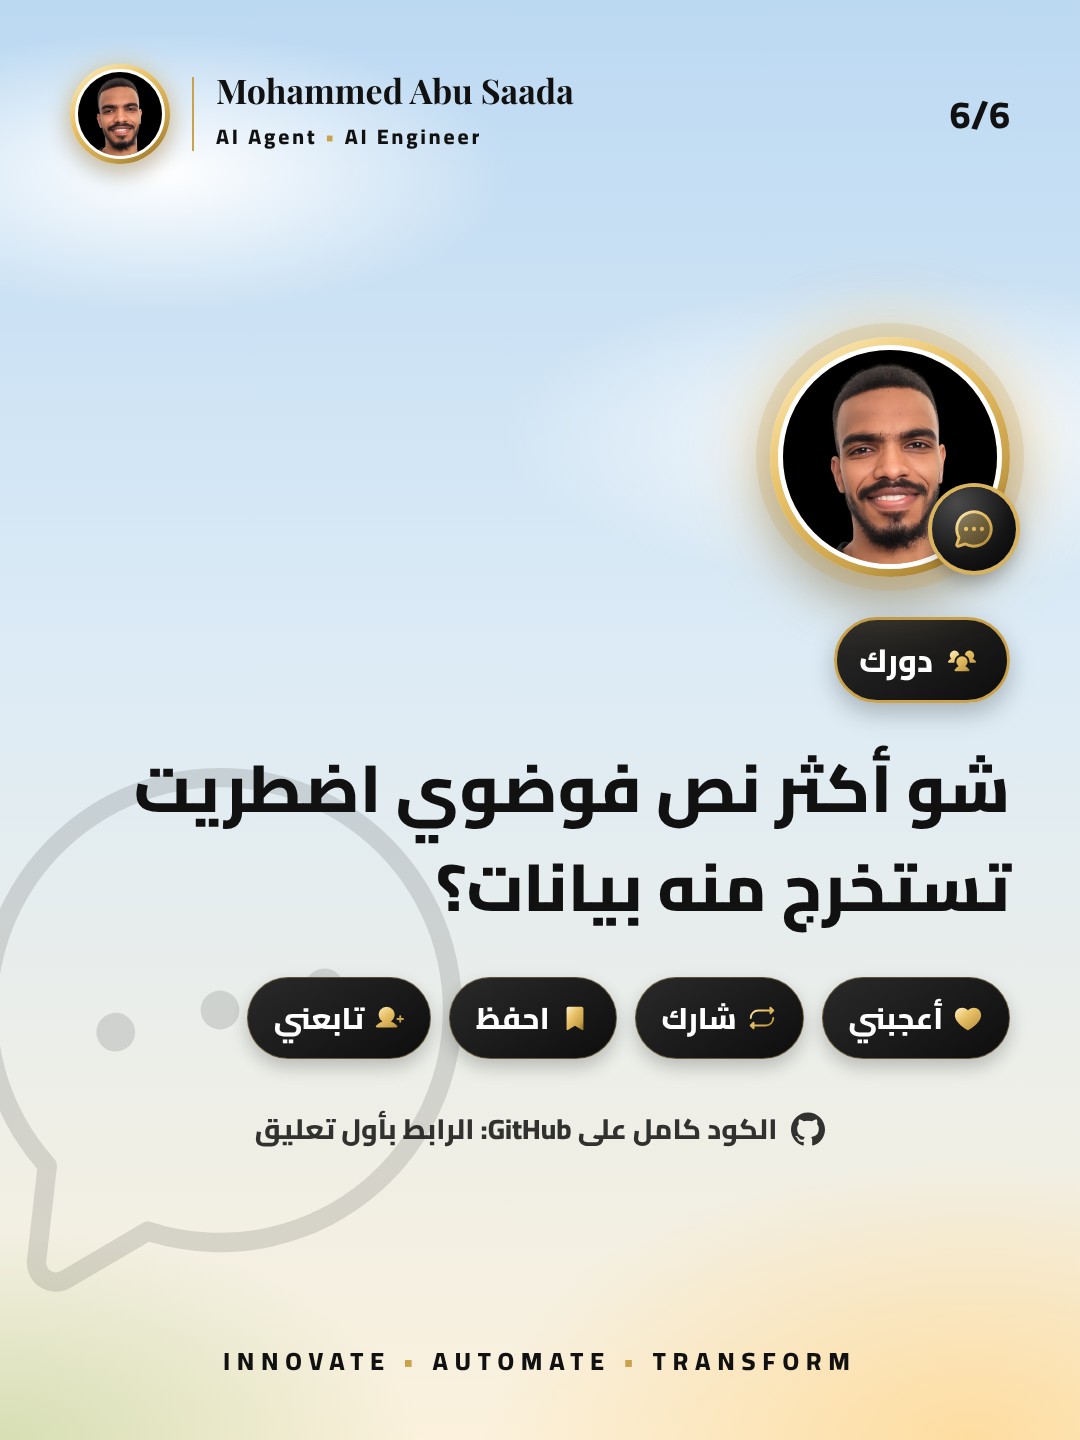 Mohammed Abu Saada
AI Agent ▪ AI Engineer
6/6
دورك
شو أكثر نص فوضوي اضطريت
تستخرج منه بيانات؟
أعجبني
شارك
احفظ
تابعني
الكود كامل على GitHub: الرابط بأول تعليق
INNOVATE ▪ AUTOMATE ▪ TRANSFORM